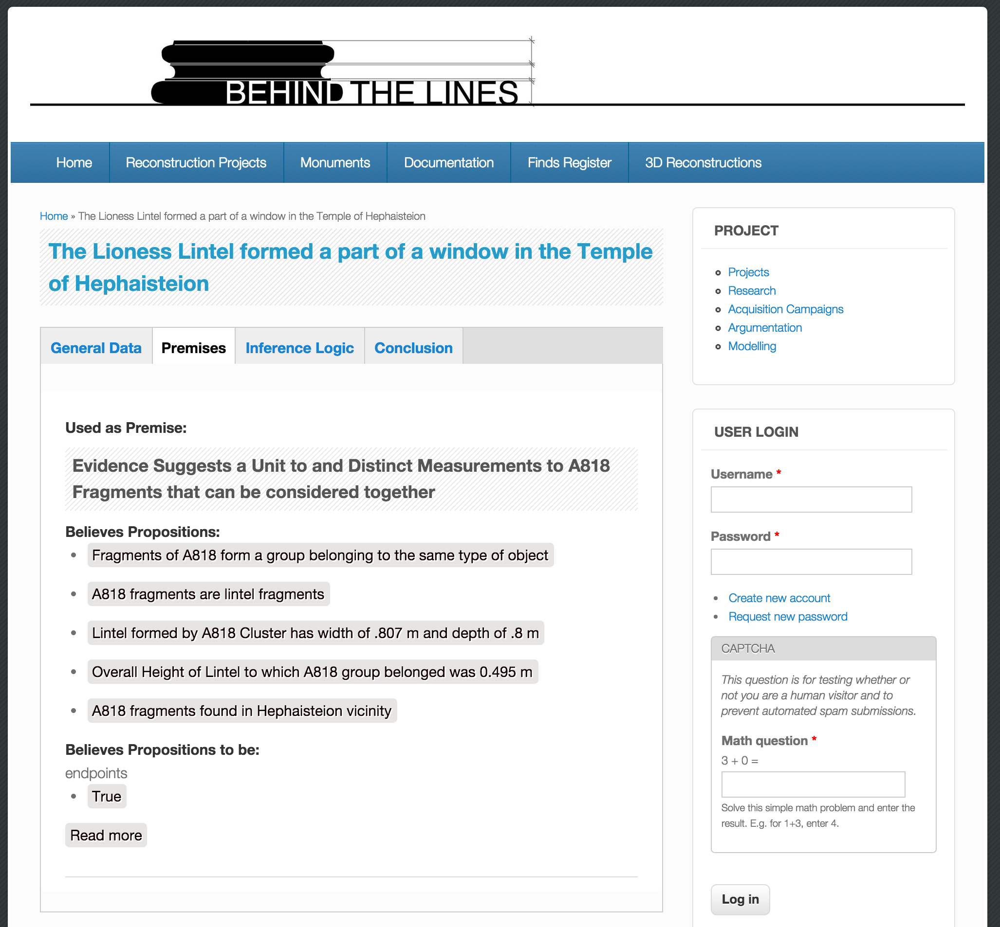 BEHIND THE LINES
Home
Reconstruction Projects
Monuments
Documentation
Finds Register
3D Reconstructions
Home » The Lioness Lintel formed a part of a window in the Temple of Hephaisteion
The Lioness Lintel formed a part of a window in the Temple
of Hephaisteion
General Data
Premises
Inference Logic
Conclusion
Used as Premise:
Evidence Suggests a Unit to and Distinct Measurements to A818
Fragments that can be considered together
Believes Propositions:
Fragments of A818 form a group belonging to the same type of object
A818 fragments are lintel fragments
Lintel formed by A818 Cluster has width of .807 m and depth of .8 m
Overall Height of Lintel to which A818 group belonged was 0.495 m
A818 fragments found in Hephaisteion vicinity
Believes Propositions to be:
endpoints
True
Read more
PROJECT
Projects
Research
Acquisition Campaigns
Argumentation
Modelling
USER LOGIN
Username *
Password *
Create new account
Request new password
CAPTCHA
This question is for testing whether or
not you are a human visitor and to
prevent automated spam submissions.
Math question *
3 + 0 =
Solve this simple math problem and enter the
result. E.g. for 1+3, enter 4.
Log in